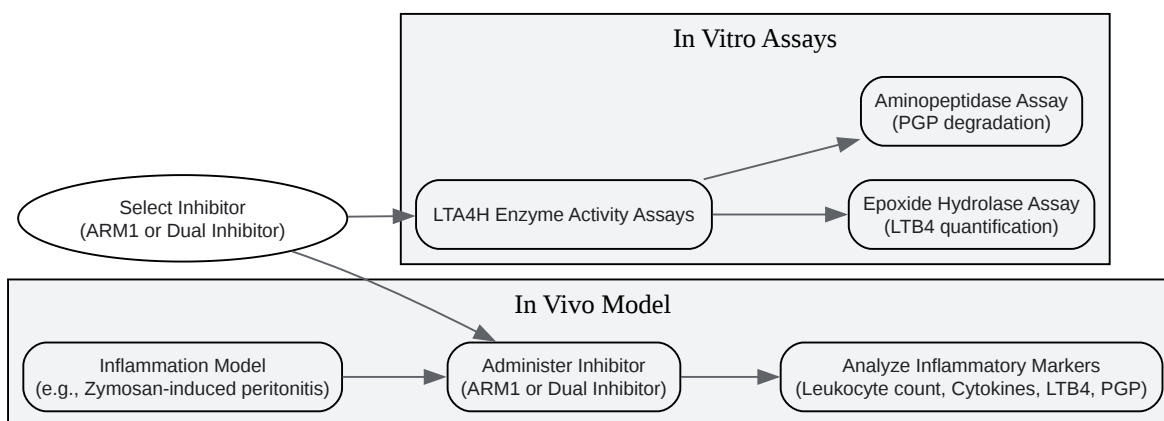 In Vitro Assays
Aminopeptidase Assay
(PGP degradation)
Select Inhibitor
(ARM1 or Dual Inhibitor)
LTA4H Enzyme Activity Assays
Epoxide Hydrolase Assay
(LTB4 quantification)
In Vivo Model
Inflammation Model
(e.g., Zymosan-induced peritonitis)
Administer Inhibitor
(ARM1 or Dual Inhibitor)
Analyze Inflammatory Markers
(Leukocyte count, Cytokines, LTB4, PGP)